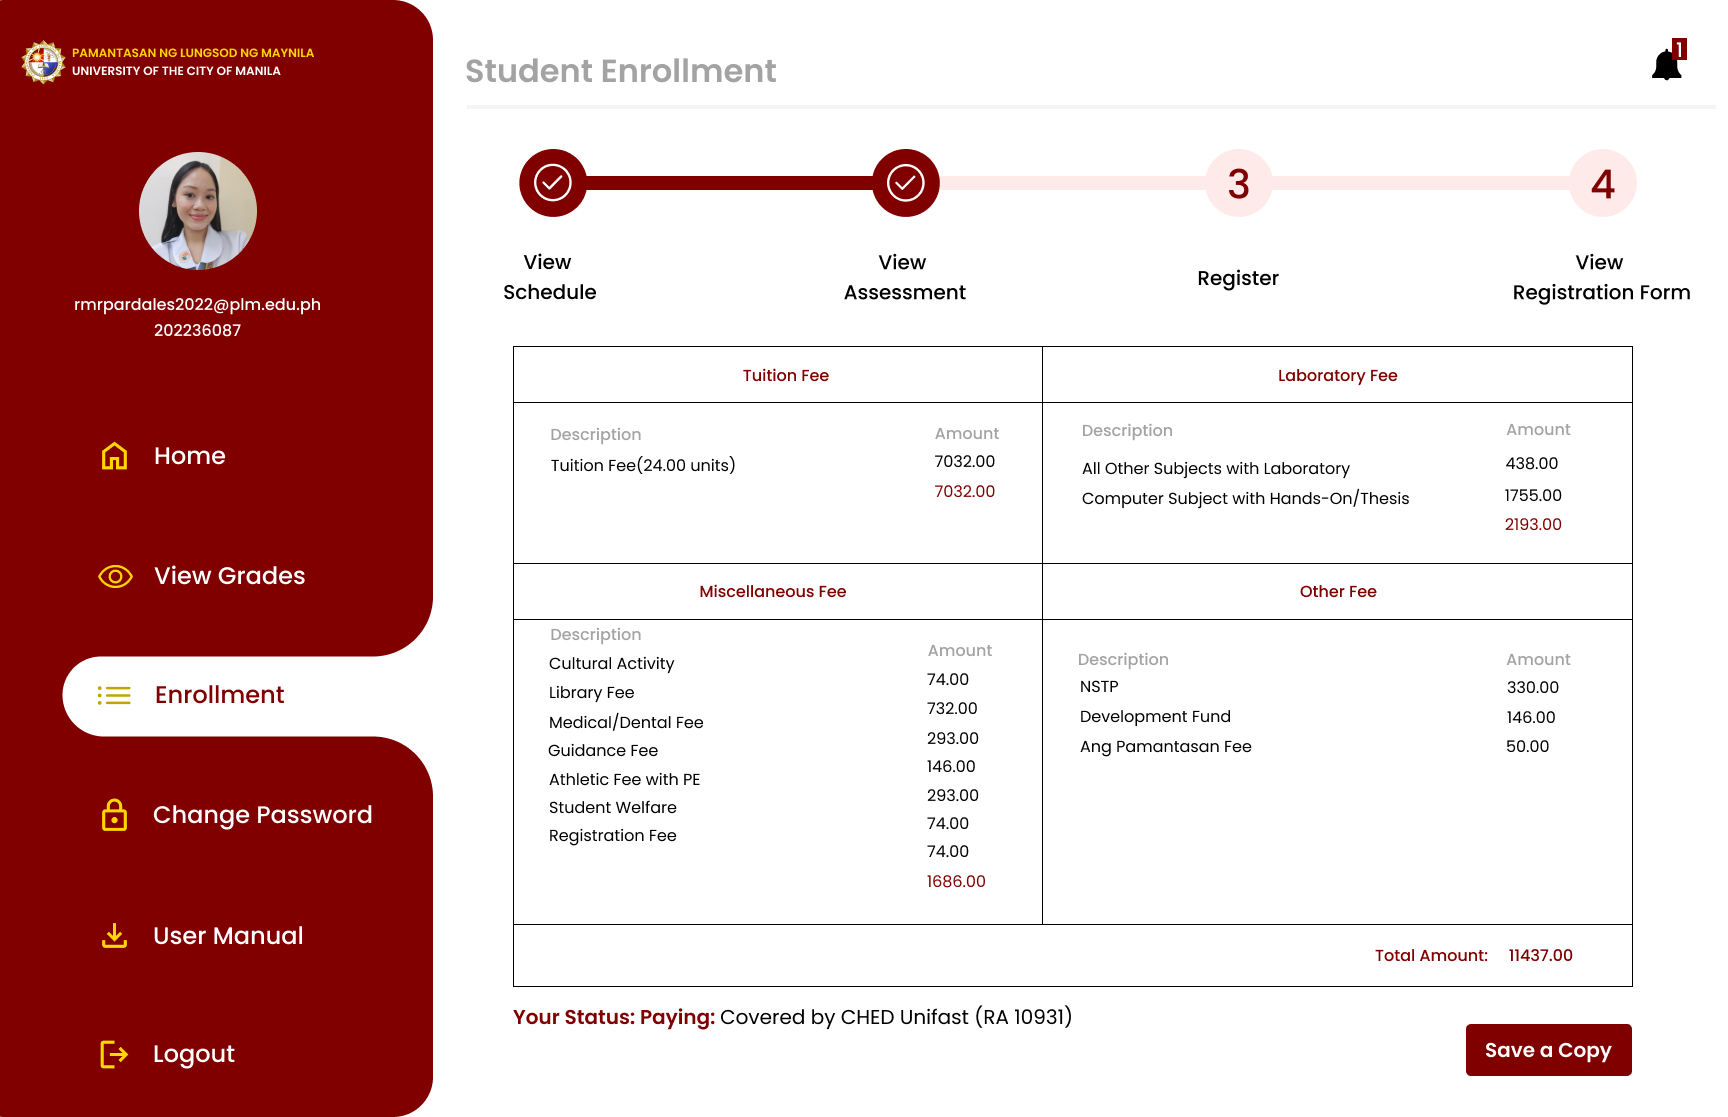 PAMANTASAN NG LUNGSOD NG MAYNILA
UNIVERSITY OF THE CITY OF MANILA
rmrpardales2022@plm.edu.ph
202236087
Home
View Grades
Enrollment
Change Password
User Manual
Logout
Student Enrollment
1
3
4
View
Schedule
View
Assessment
Register
View
Registration Form
Tuition Fee
Description Amount
Tuition Fee(24.00 units) 7032.00
7032.00
Laboratory Fee
Description Amount
All Other Subjects with Laboratory 438.00
Computer Subject with Hands-On/Thesis 1755.00
2193.00
Miscellaneous Fee
Description Amount
Cultural Activity 74.00
Library Fee 732.00
Medical/Dental Fee 293.00
Guidance Fee 146.00
Athletic Fee with PE 293.00
Student Welfare 74.00
Registration Fee 74.00
1686.00
Other Fee
Description Amount
NSTP 330.00
Development Fund 146.00
Ang Pamantasan Fee 50.00
Total Amount: 11437.00
Your Status: Paying: Covered by CHED Unifast (RA 10931)
Save a Copy